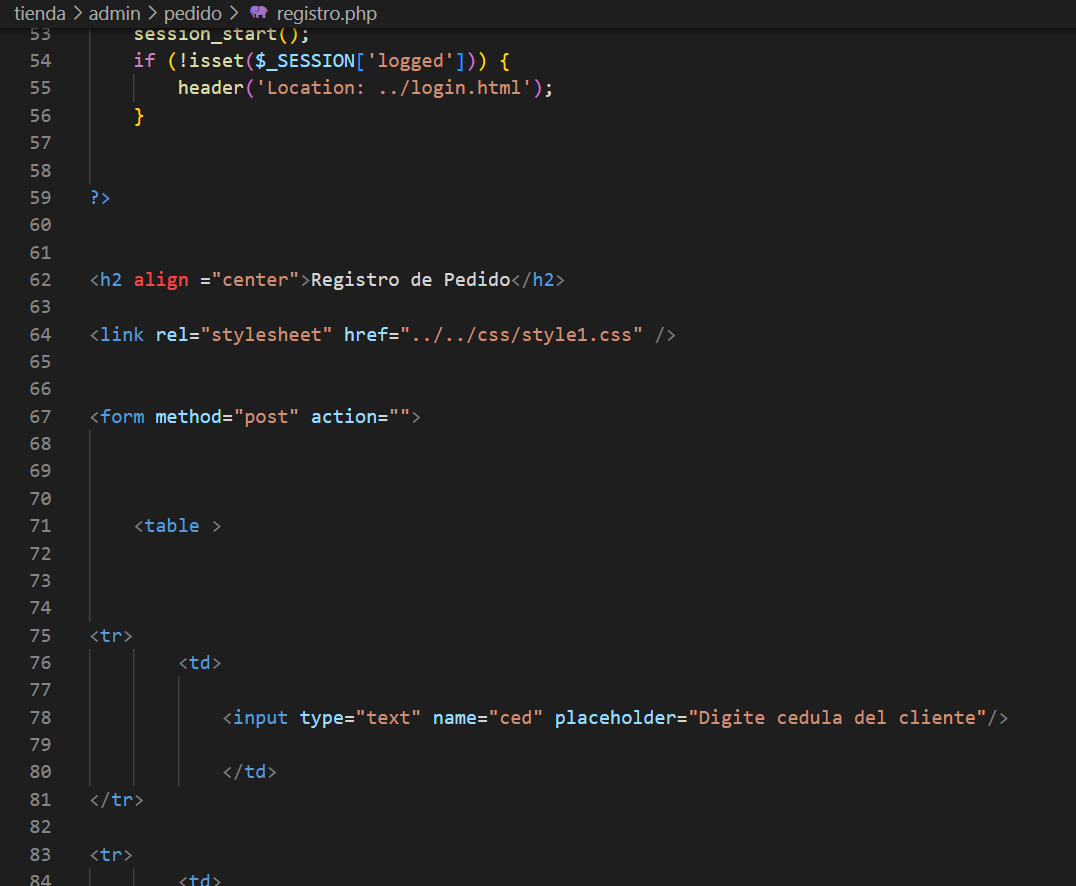 tienda > admin > pedido > registro.php
53 session_start();
54 if (!isset($_SESSION['logged'])) {
55 header('Location: ../login.html');
56 }
57
58
59 ?>
60
61
62 <h2 align ="center">Registro de Pedido</h2>
63
64 <link rel="stylesheet" href="../../css/style1.css" />
65
66
67 <form method="post" action="">
68
69
70
71 <table >
72
73
74
75 <tr>
76 <td>
77
78 <input type="text" name="ced" placeholder="Digite cedula del cliente"/>
79
80 </td>
81 </tr>
82
83 <tr>
84 <td>